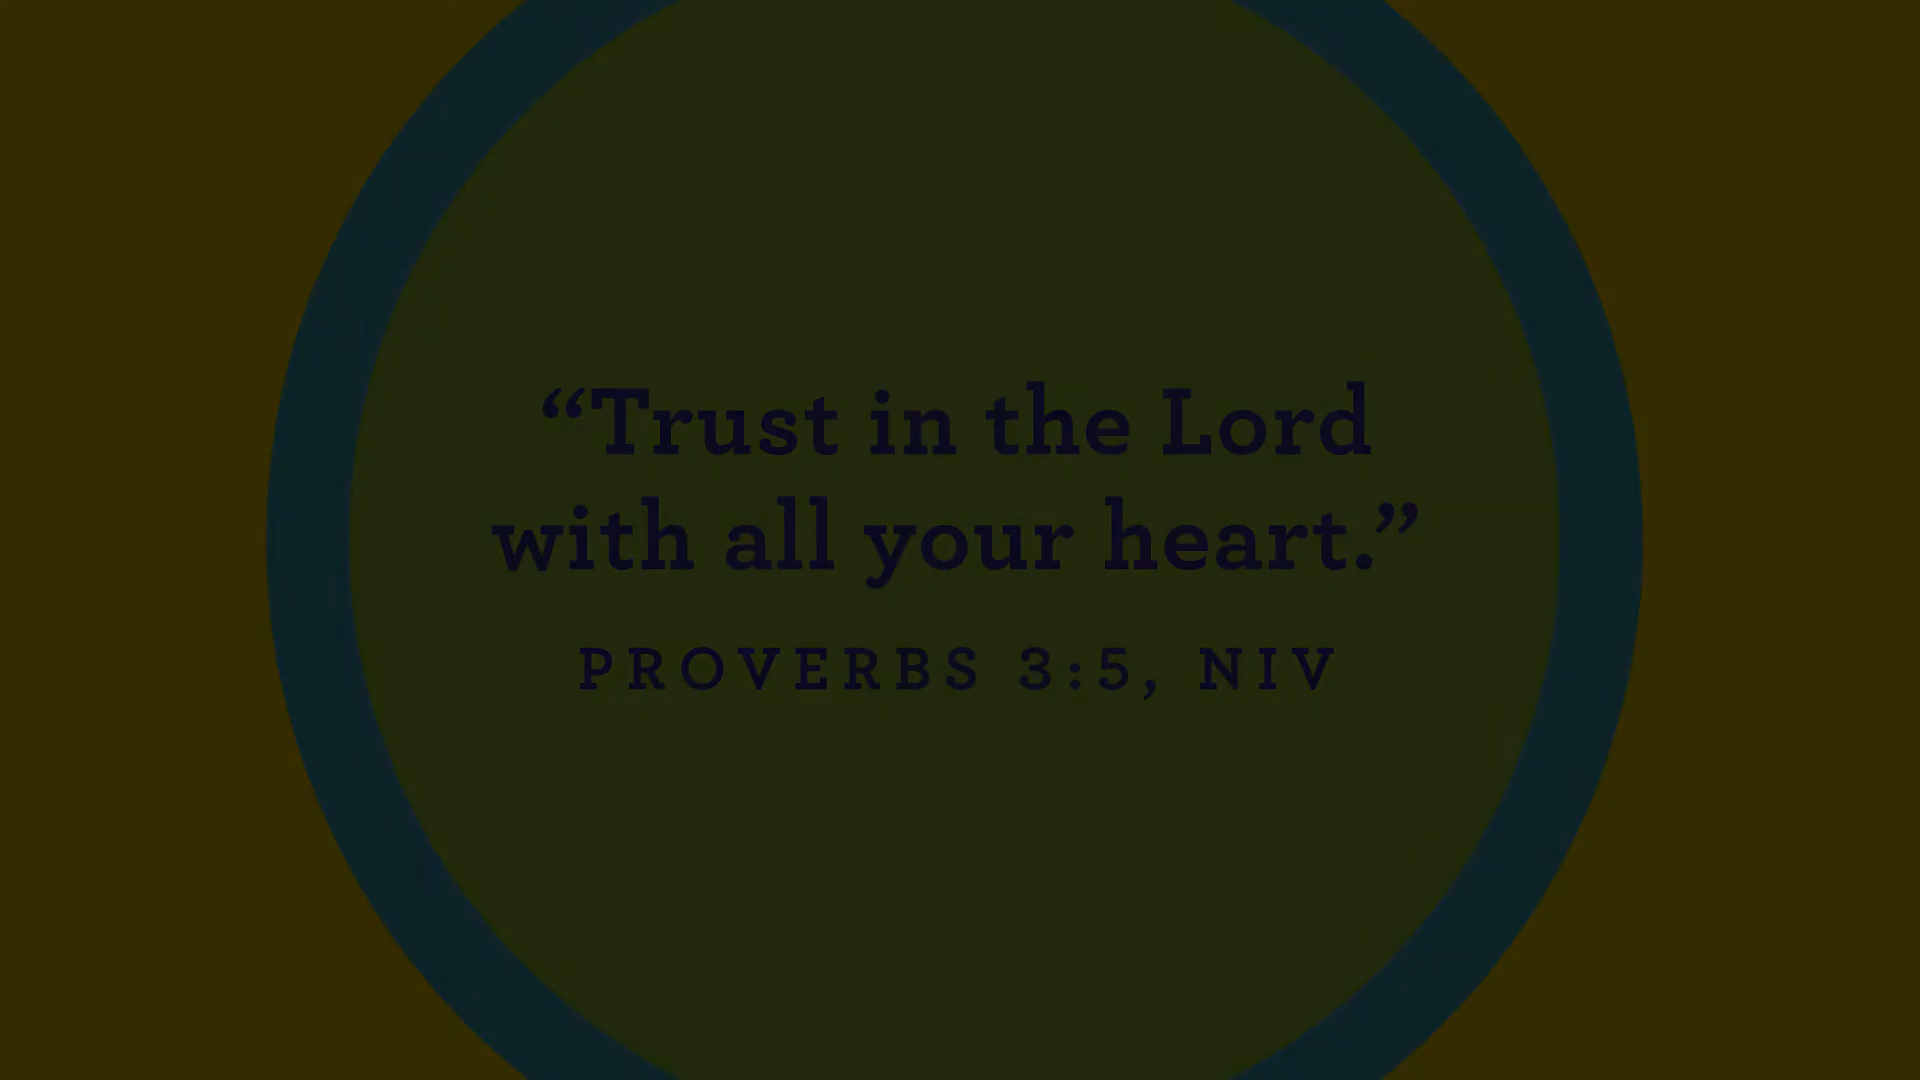 “Trust in the Lord
with all your heart.”
PROVERBS 3:5, NIV